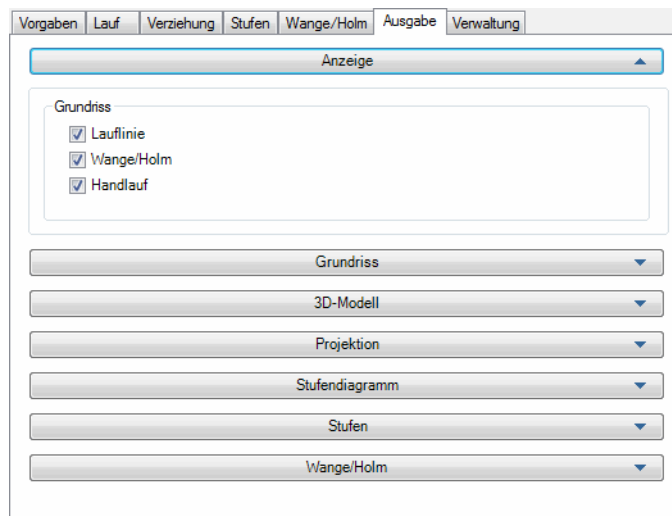 Vorgaben Lauf Verziehung Stufen Wange/Holm Ausgabe Verwaltung
Anzeige
Grundriss
Lauflinie
Wange/Holm
Handlauf
Grundriss
3D-Modell
Projektion
Stufendiagramm
Stufen
Wange/Holm